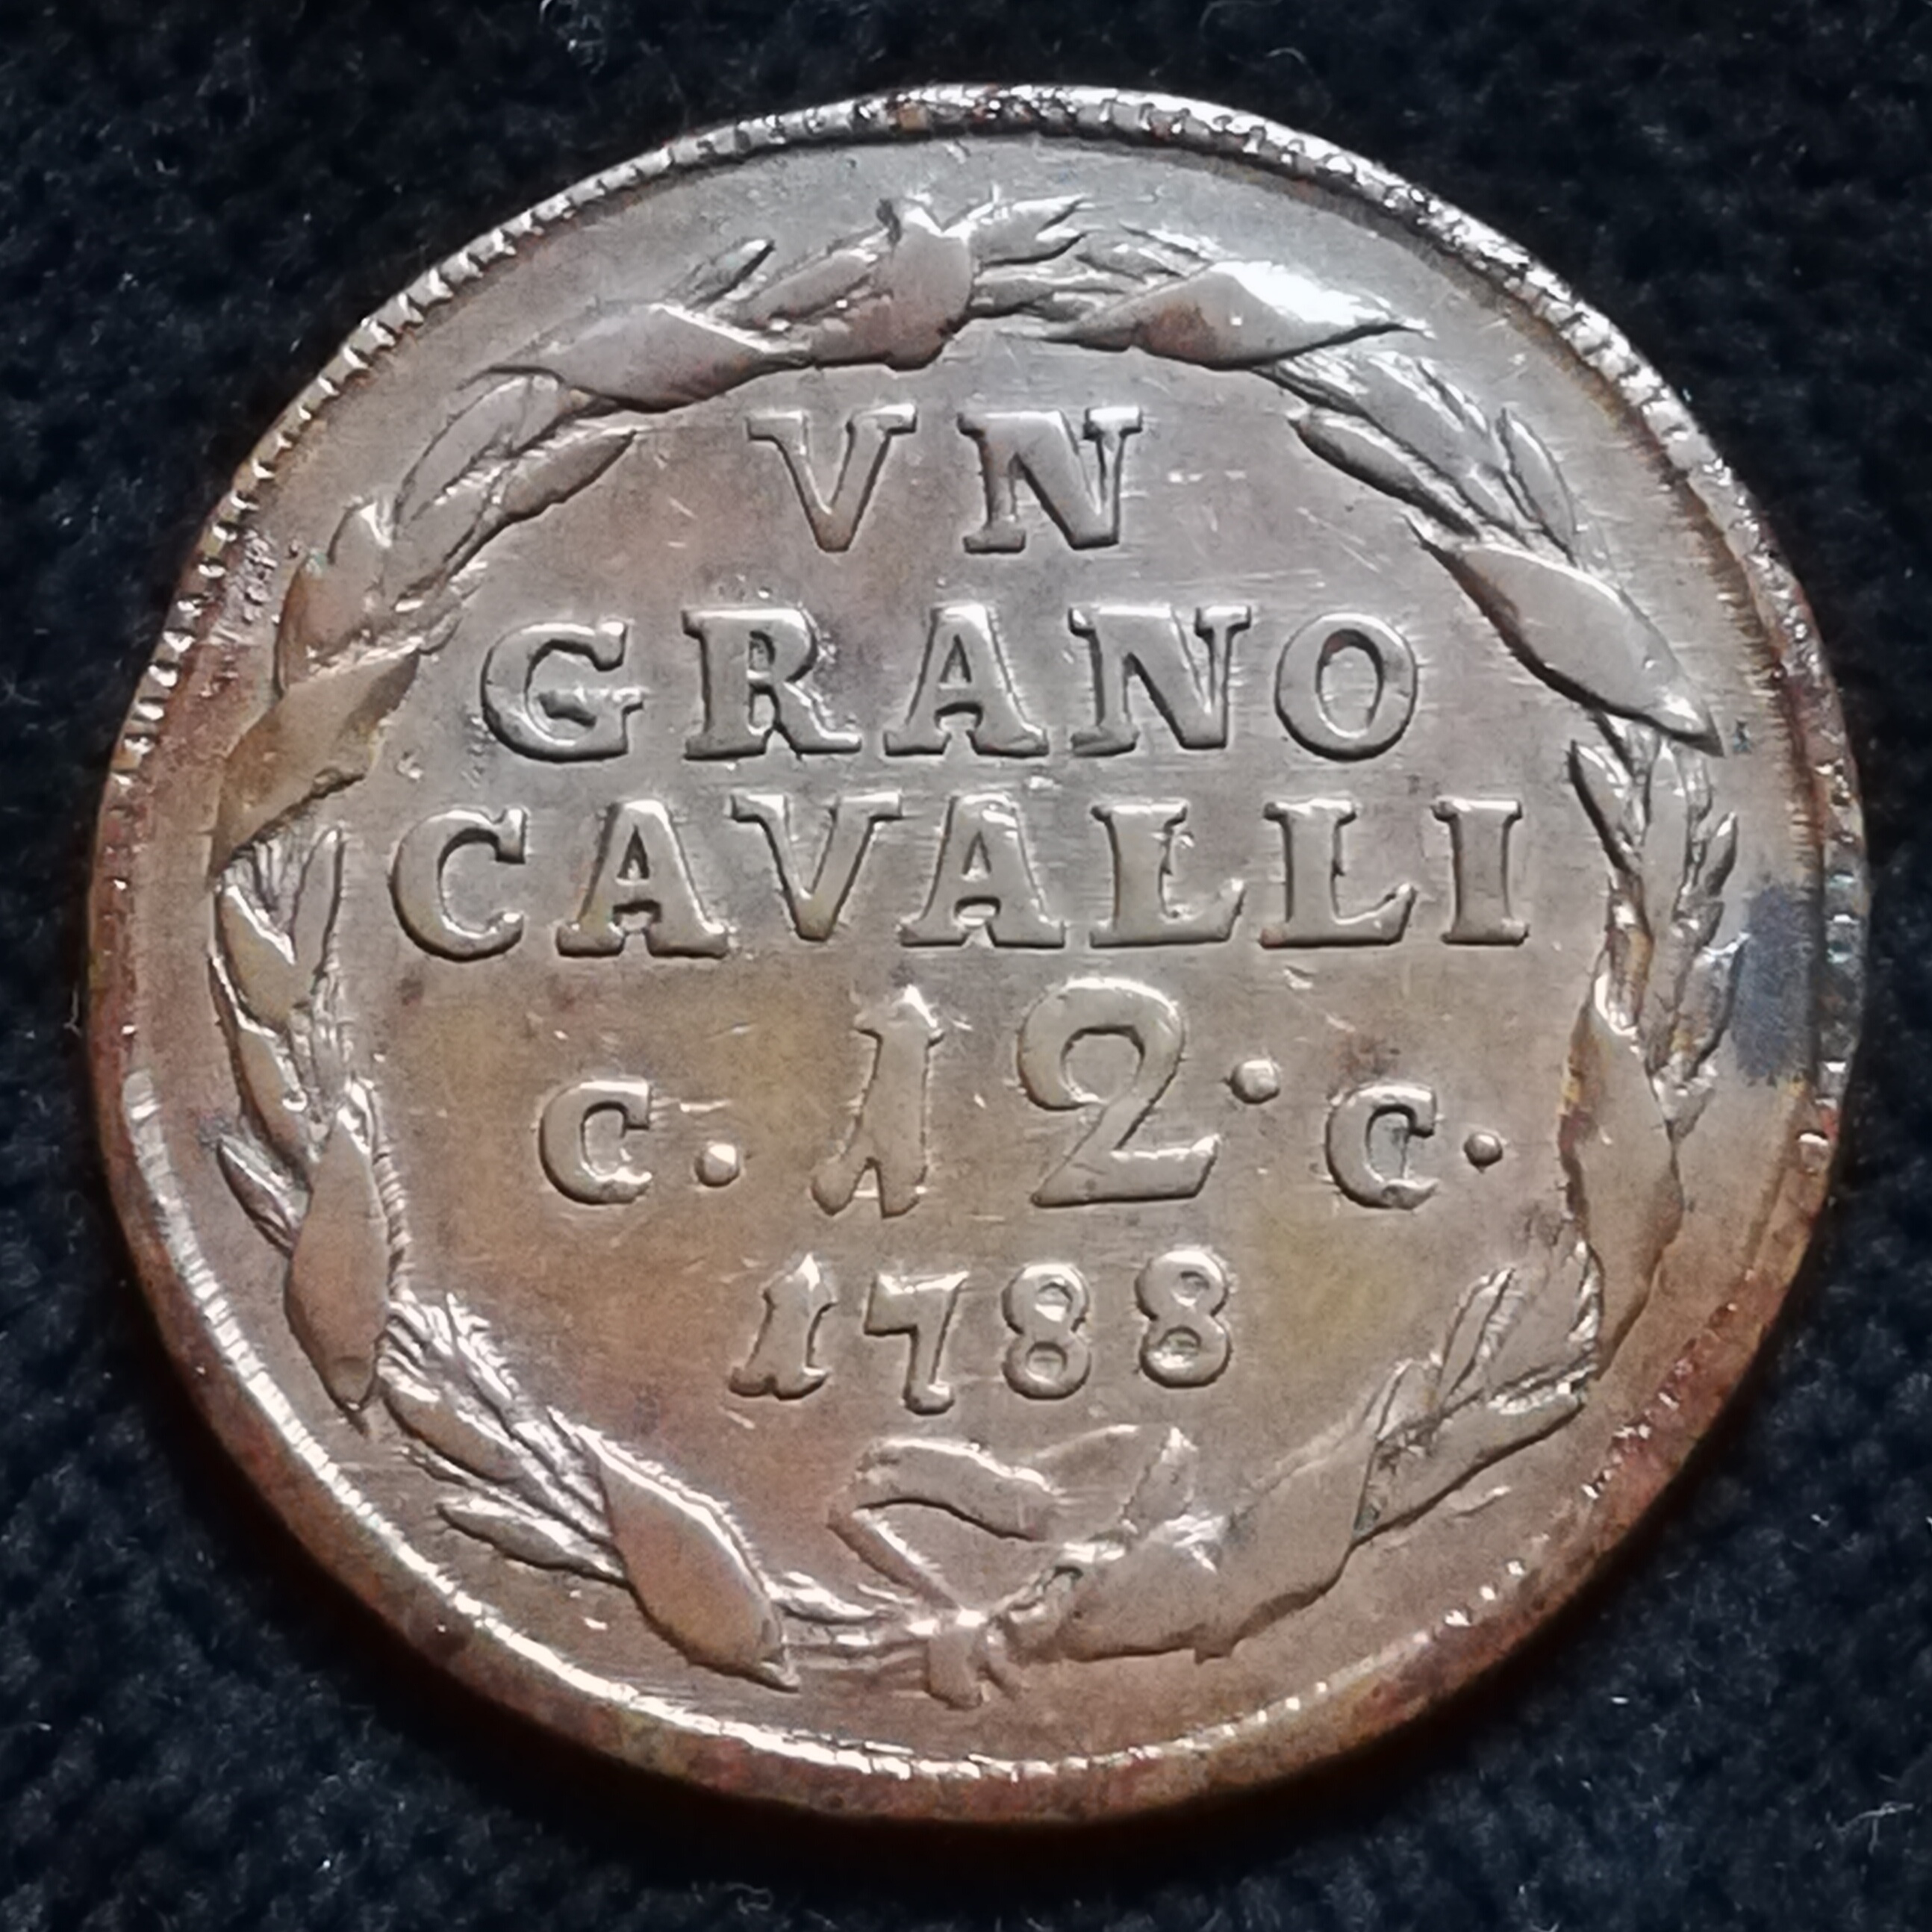 VN
GRANO
CAVALLI
C. 12. C.
1788